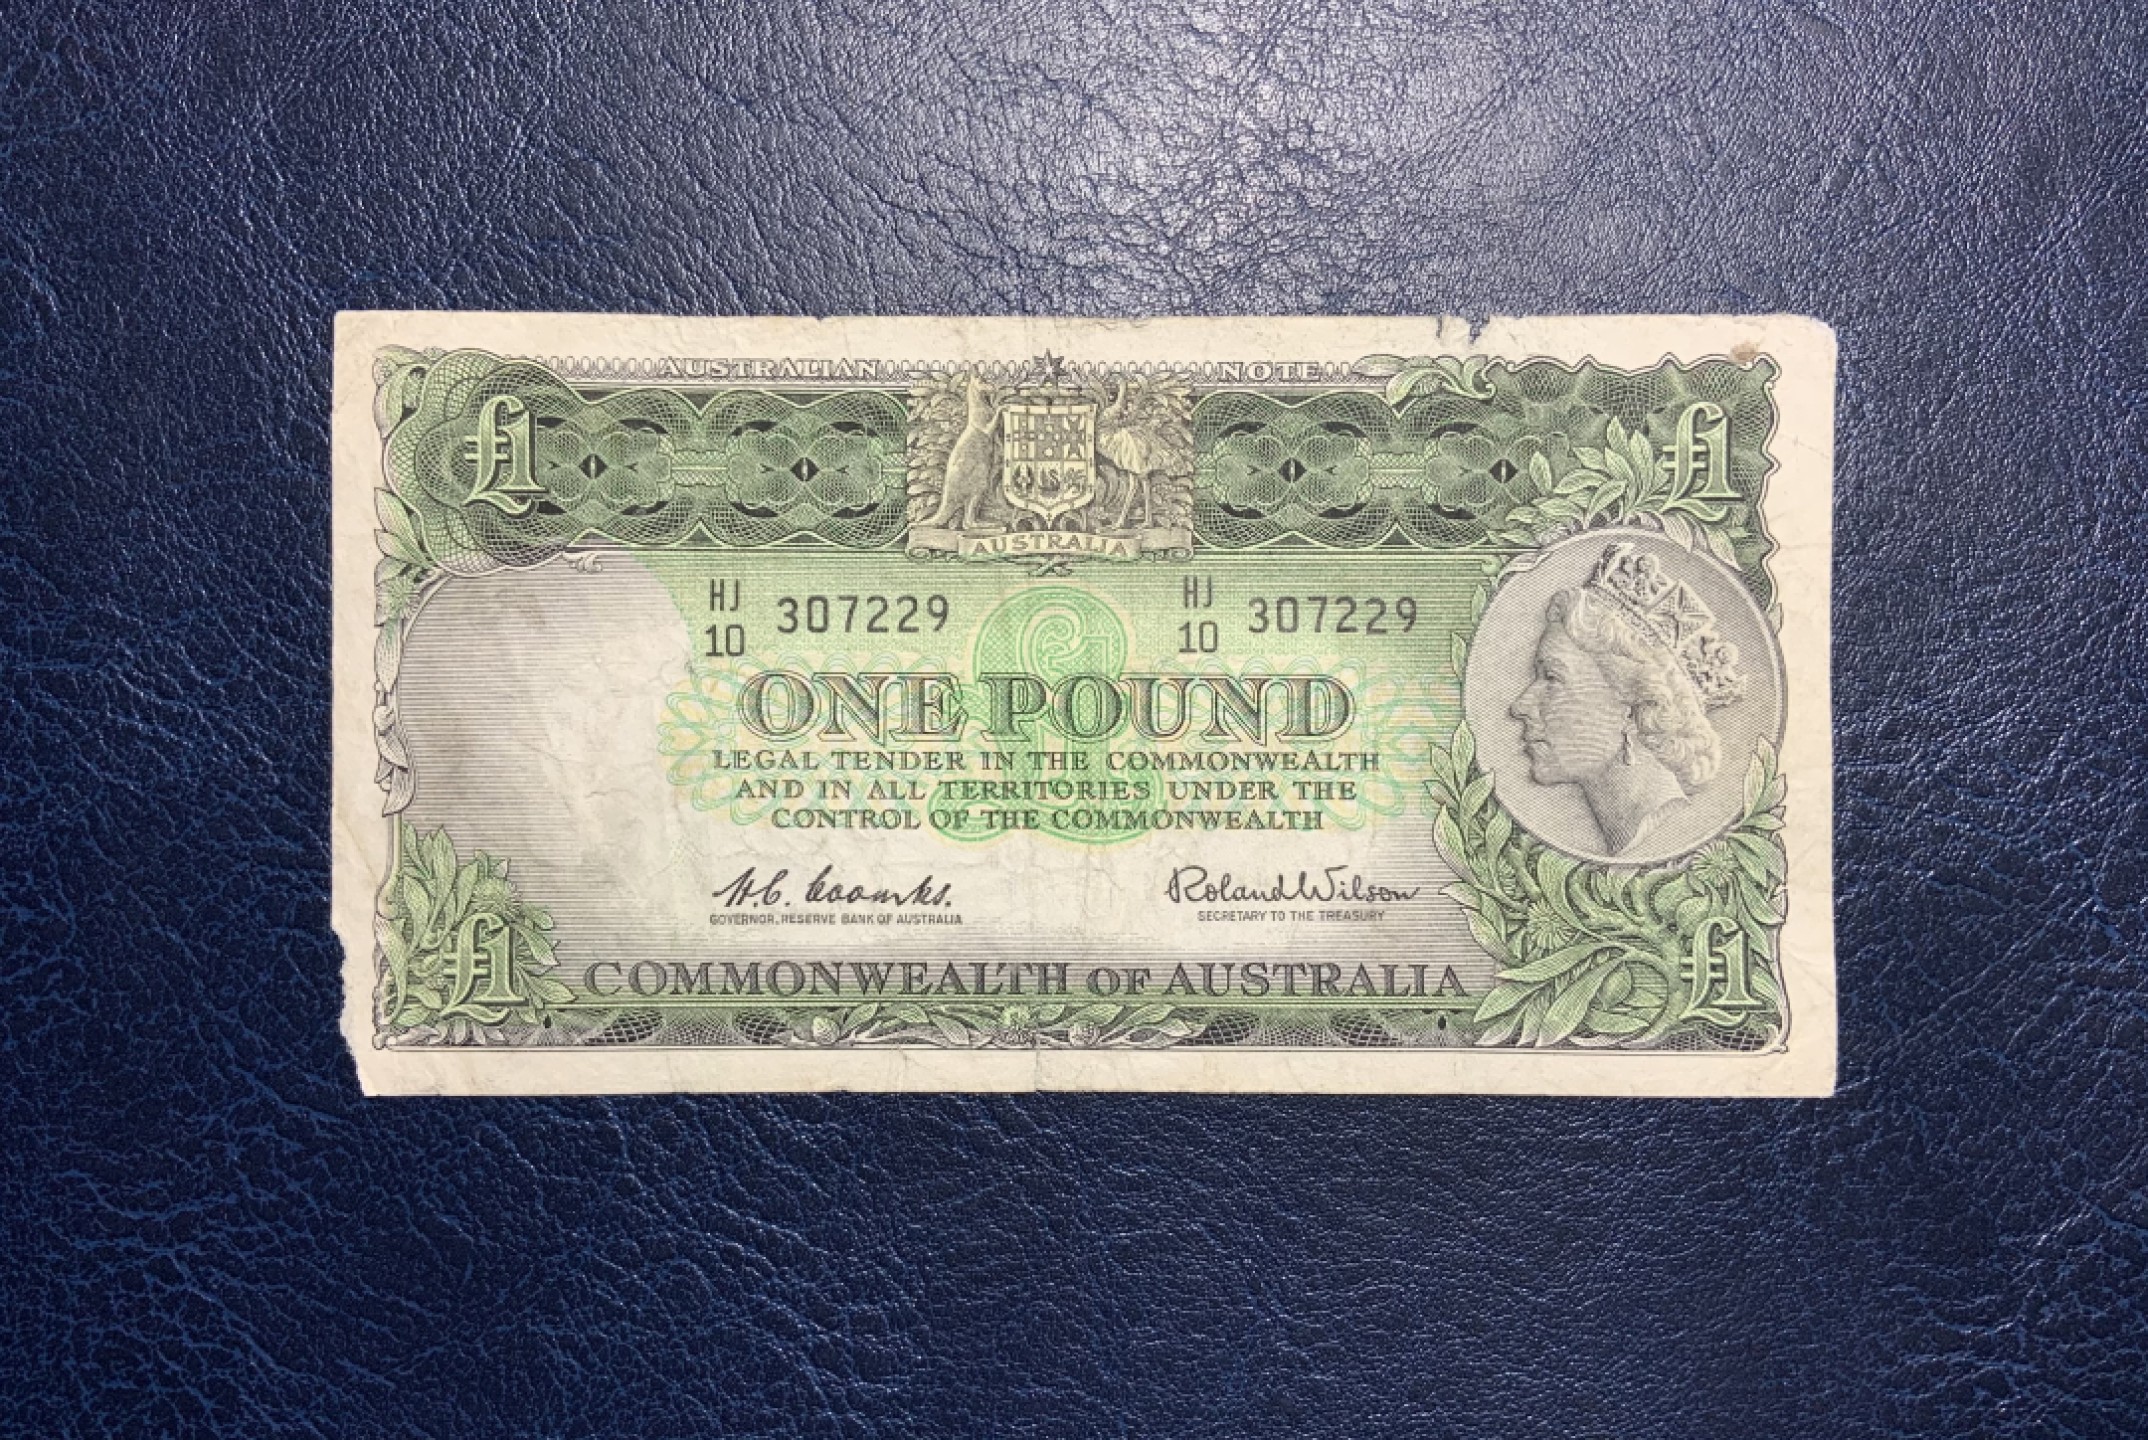 AUSTRALIAN NOTE
£1 £1
AUSTRALIA
HJ 10 307229 HJ 10 307229
ONE POUND
LEGAL TENDER IN THE COMMONWEALTH
AND IN ALL TERRITORIES UNDER THE
CONTROL OF THE COMMONWEALTH
H.C. Coombs. Roland Wilson
GOVERNOR, RESERVE BANK OF AUSTRALIA SECRETARY TO THE TREASURY
£1 COMMONWEALTH OF AUSTRALIA £1